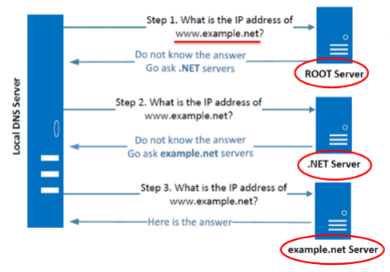 Local DNS Server
Step 1. What is the IP address of
www.example.net?
Do not know the answer
Go ask .NET servers
ROOT Server
Step 2. What is the IP address of
www.example.net?
Do not know the answer
Go ask example.net servers
.NET Server
Step 3. What is the IP address of
www.example.net?
Here is the answer
example.net Server